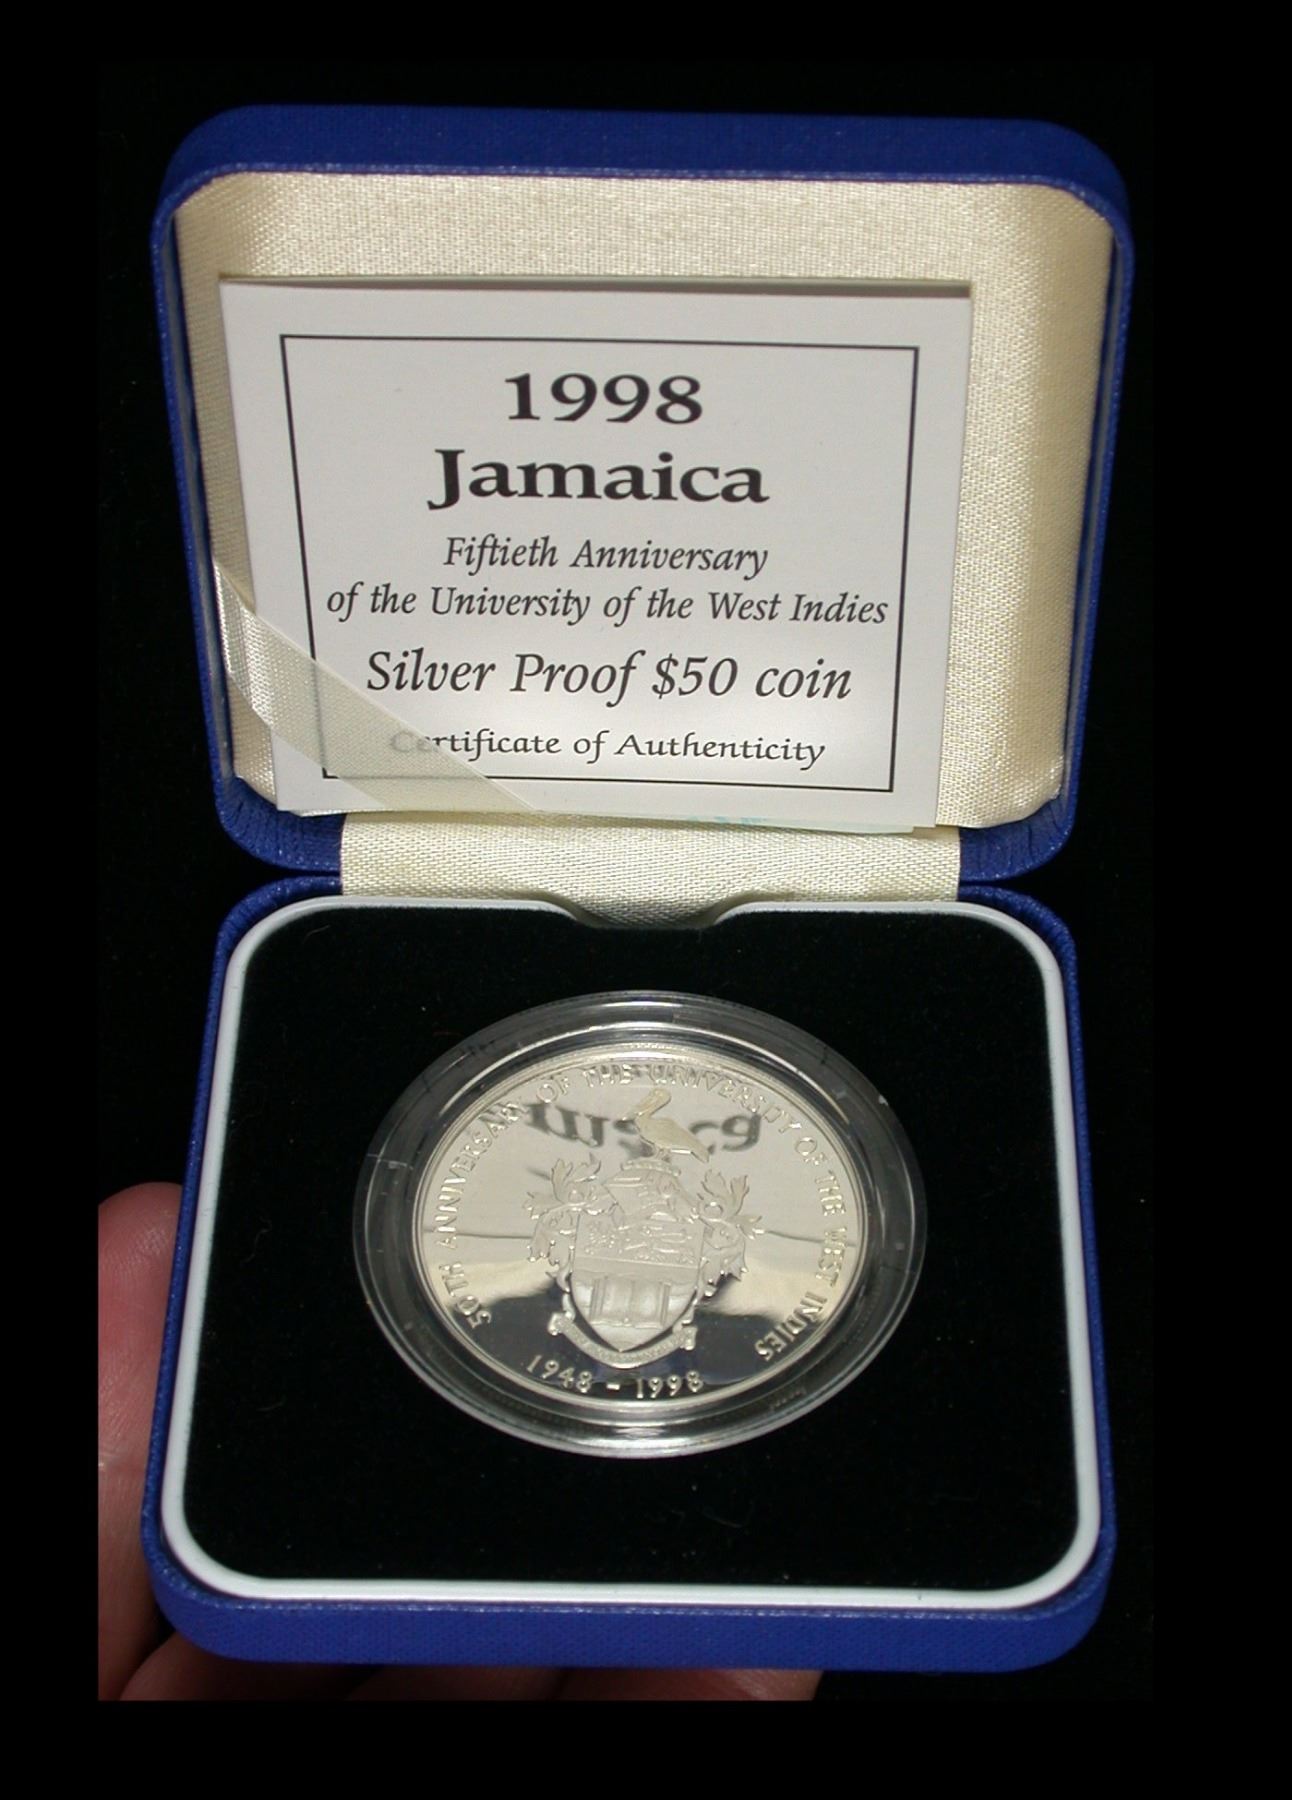 1998
Jamaica
Fiftieth Anniversary
of the University of the West Indies
Silver Proof $50 coin
Certificate of Authenticity
50TH ANNIVERSARY OF THE UNIVERSITY OF THE WEST INDIES
1948 - 1998